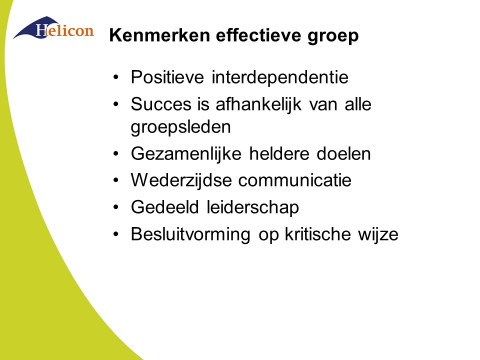 Helicon
Kenmerken effectieve groep
• Positieve interdependentie
• Succes is afhankelijk van alle
groepsleden
• Gezamenlijke heldere doelen
• Wederzijdse communicatie
• Gedeeld leiderschap
• Besluitvorming op kritische wijze